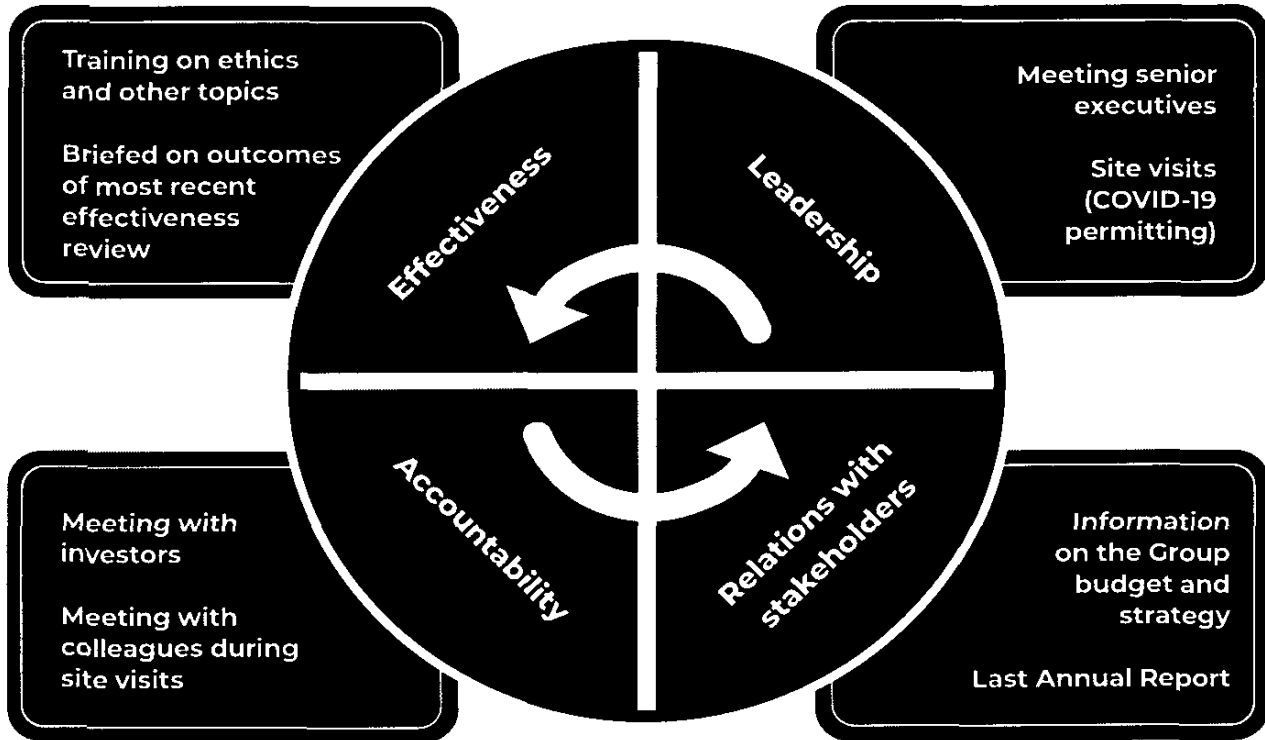 Training on ethics
and other topics
Briefed on outcomes
of most recent
effectiveness
review
Effectiveness
Leadership
Meeting senior
executives
Site visits
(COVID-19
permitting)
Meeting with
investors
Meeting with
colleagues during
site visits
Accountability
Relations with
stakeholders
Information
on the Group
budget and
strategy
Last Annual Report